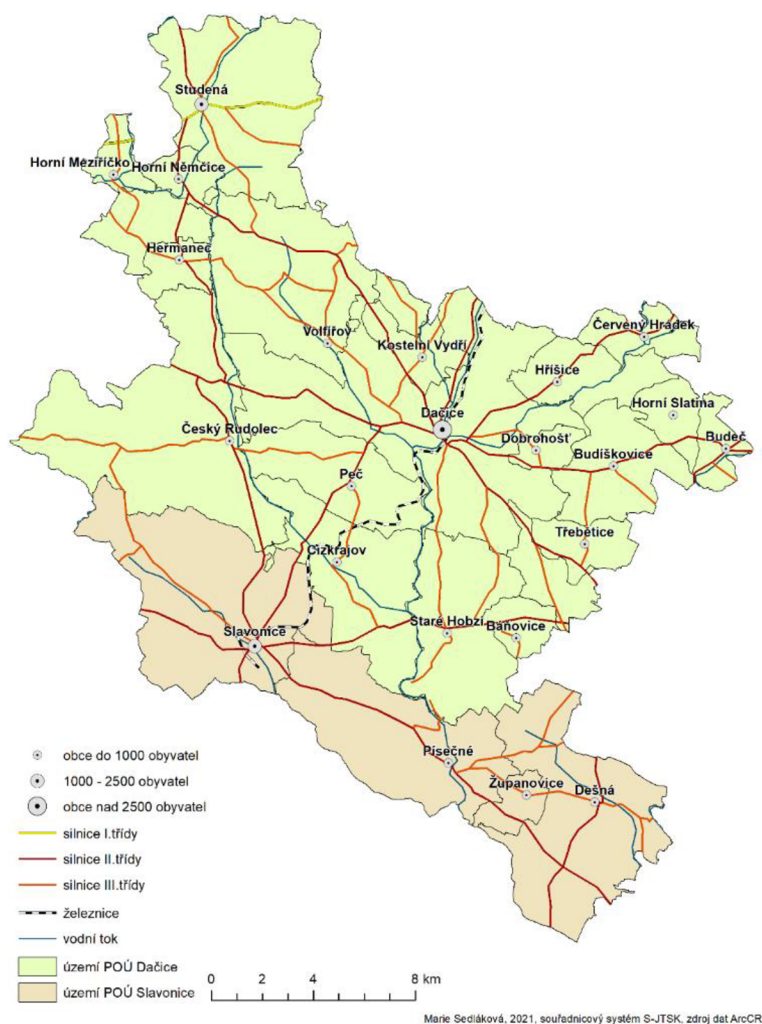 Studená
Horní Meziříčko
Horní Němčice
Heřmaneč
Volfířov
Kostelní Vydří
Červený Hrádek
Hříšice
Horní Slatina
Dačice
Český Rudolec
Dobrohošť
Budeč
Budíškovice
Peč
Třebětice
Cizkrajov
Slavonice
Staré Hobzí
Báňovice
Písečné
Županovice
Dešná
obce do 1000 obyvatel
1000 - 2500 obyvatel
obce nad 2500 obyvatel
silnice I.třídy
silnice II.třídy
silnice III.třídy
železnice
vodní tok
území POÚ Dačice
území POÚ Slavonice
0 2 4 8 km
Marie Sedláková, 2021, souřadnicový systém S-JTSK, zdroj dat ArcCR